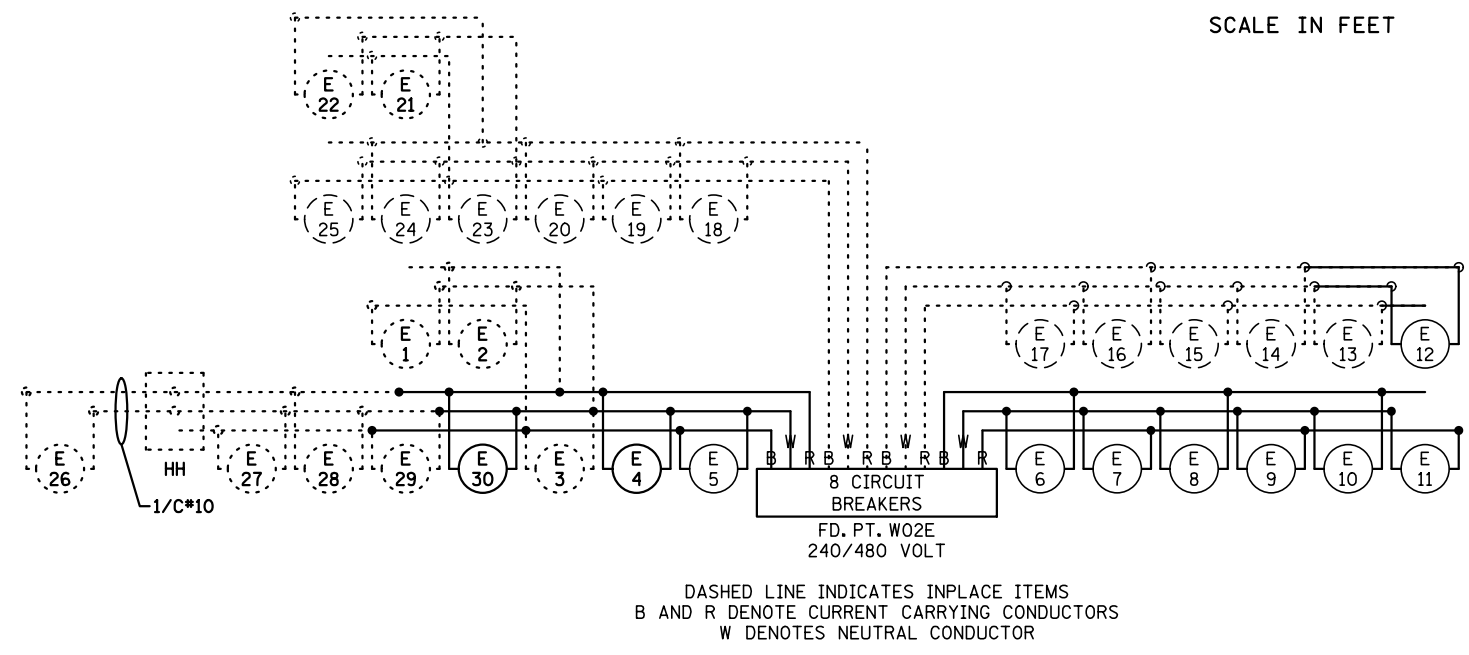 SCALE IN FEET
E E
22 21
E E E E E E
25 24 23 20 19 18
E E
1 2
E E E E E E
17 16 15 14 13 12
B W R B W R B W R B W R
E E E E E E E E
26 27 28 29 30 3 4 5
HH
1/C#10
8 CIRCUIT
BREAKERS
E E E E E E
6 7 8 9 10 11
FD. PT. W02E
240/480 VOLT
DASHED LINE INDICATES INPLACE ITEMS
B AND R DENOTE CURRENT CARRYING CONDUCTORS
W DENOTES NEUTRAL CONDUCTOR